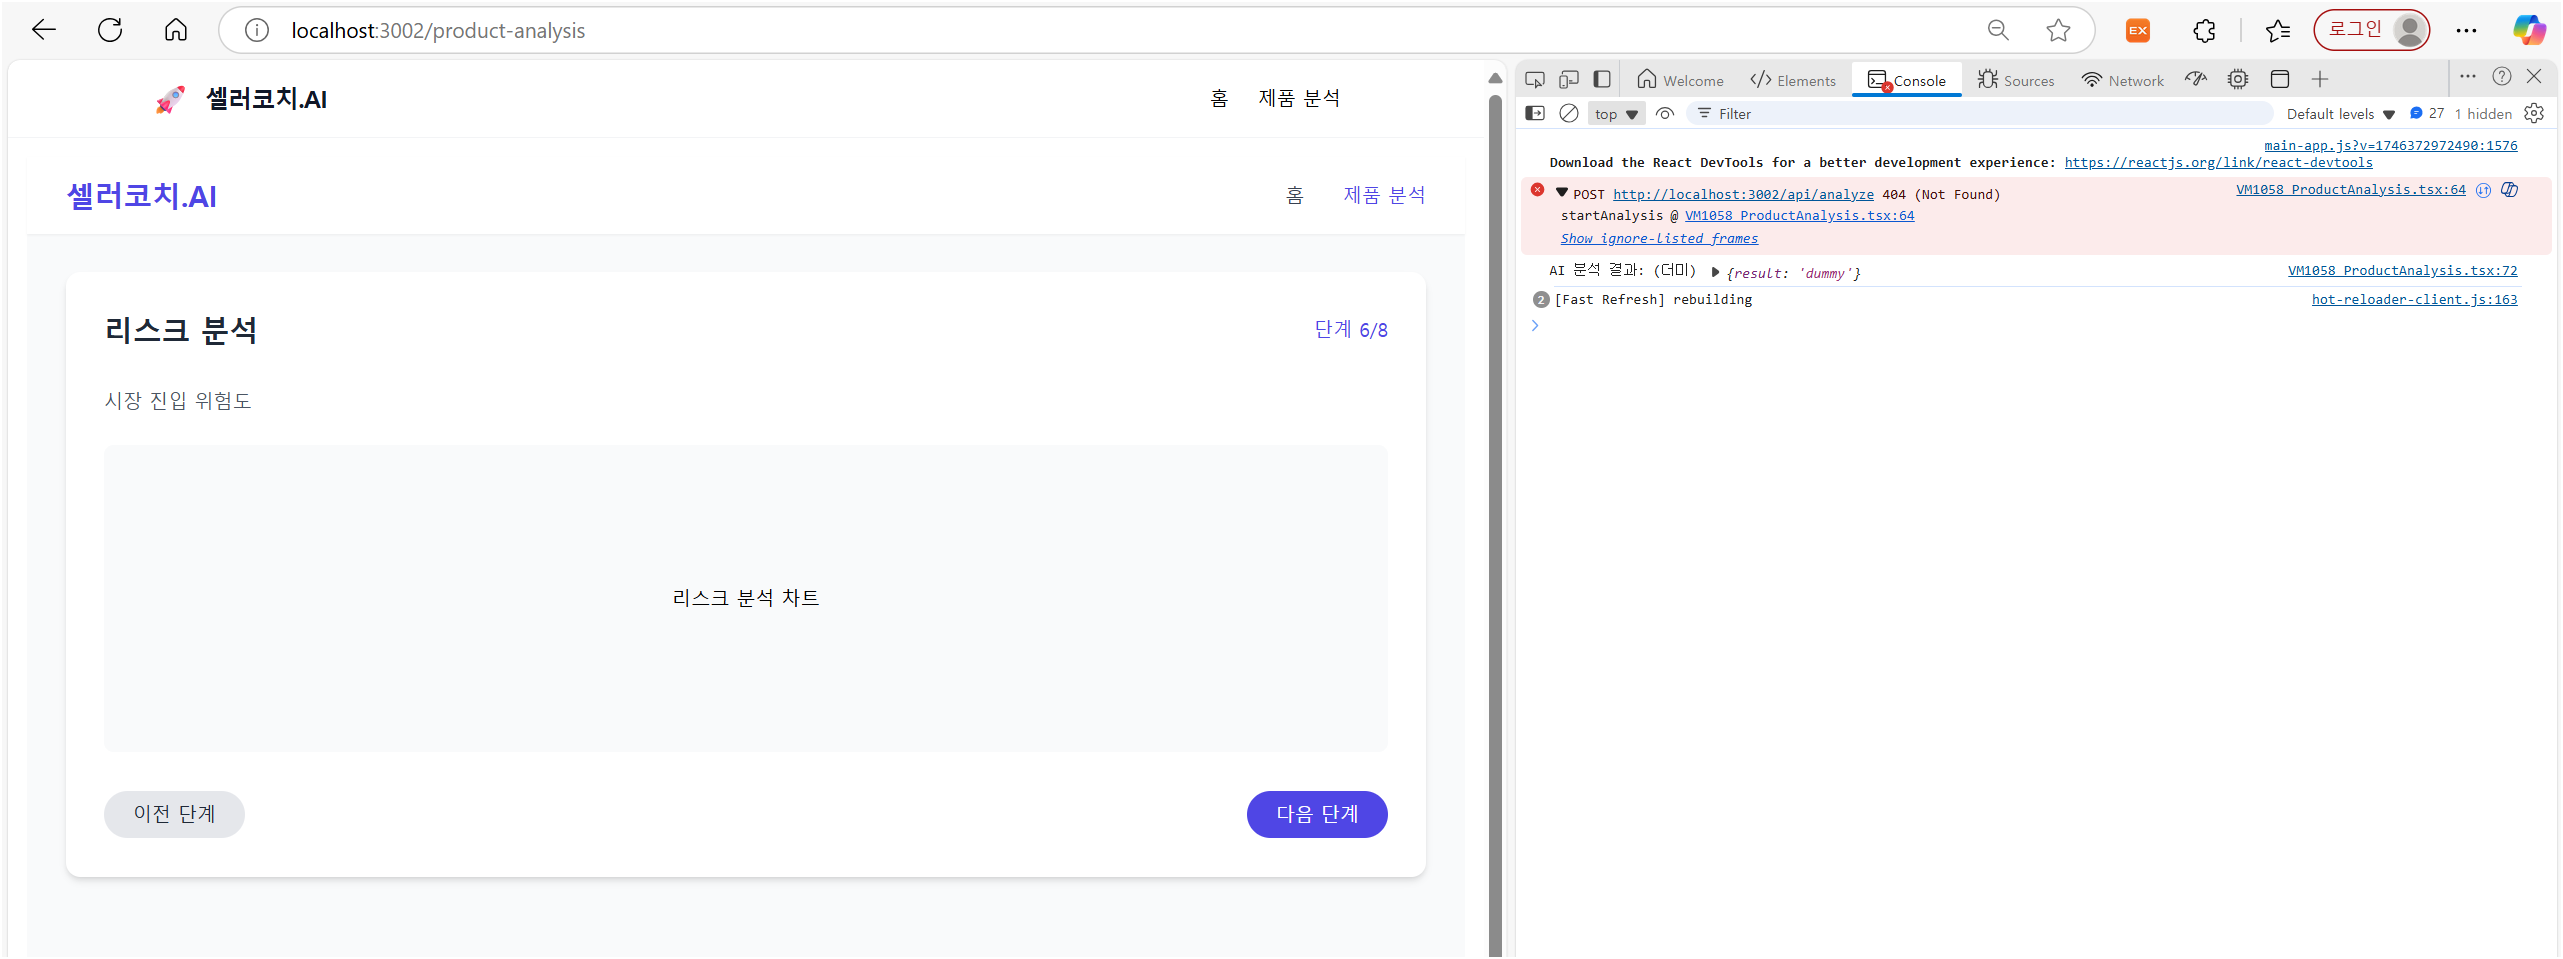 localhost:3002/product-analysis
EX
로그인
셀러코치.AI
홈 제품 분석
셀러코치.AI
홈 제품 분석
리스크 분석
단계 6/8
시장 진입 위험도
리스크 분석 차트
이전 단계
다음 단계
Welcome Elements Console Sources Network
top Filter Default levels 27 1 hidden
main-app.js?v=1746372972490:1576
Download the React DevTools for a better development experience: https://reactjs.org/link/react-devtools
POST http://localhost:3002/api/analyze 404 (Not Found) VM1058 ProductAnalysis.tsx:64
startAnalysis @ VM1058 ProductAnalysis.tsx:64
Show ignore-listed frames
AI 분석 결과: (더미) {result: 'dummy'} VM1058 ProductAnalysis.tsx:72
2 [Fast Refresh] rebuilding hot-reloader-client.js:163